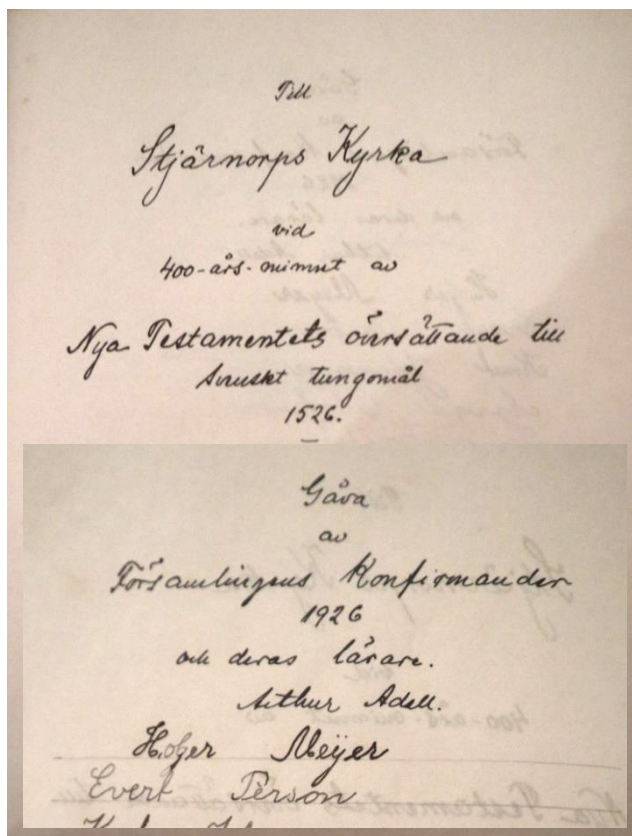 Till
Stjärnorps Kyrka
vid
400-års-minnet av
Nya Testamentets översättande till
svenskt tungomål
1526.
Gåva
av
Församlingens Konfirmander
1926
och deras lärare.
Arthur Adell.
Holger Meijer
Evert Person